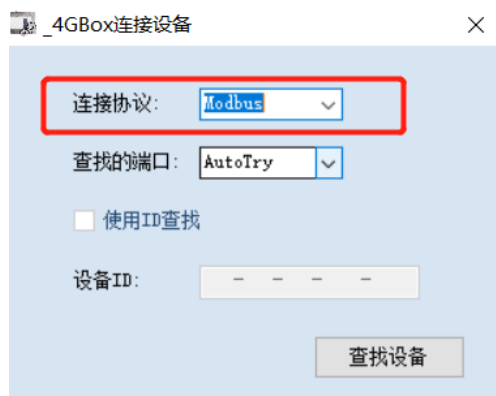 _4GBox连接设备
连接协议: Modbus
查找的端口: AutoTry
使用ID查找
设备ID: - - - -
查找设备